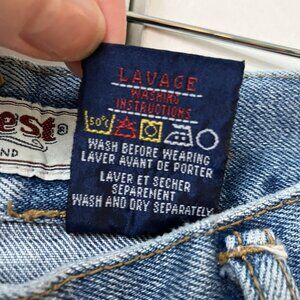 LAVAGE
WASHING
INSTRUCTIONS
50°C
WASH BEFORE WEARING
LAVER AVANT DE PORTER
LAVER ET SECHER
SEPAREMENT
WASH AND DRY SEPARATELY
est®
ND